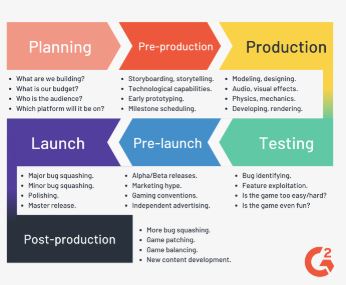 Planning
Pre-production
Production
• What are we building?
• What is our budget?
• Who is the audience?
• Which platform will it be on?
• Storyboarding, storytelling.
• Technological capabilities.
• Early prototyping.
• Milestone scheduling.
• Modeling, designing.
• Audio, visual effects.
• Physics, mechanics.
• Developing, rendering.
Launch
Pre-launch
Testing
• Major bug squashing.
• Minor bug squashing.
• Polishing.
• Master release.
• Alpha/Beta releases.
• Marketing hype.
• Gaming conventions.
• Independent advertising.
• Bug identifying.
• Feature exploitation.
• Is the game too easy/hard?
• Is the game even fun?
Post-production
• More bug squashing.
• Game patching.
• Game balancing.
• New content development.
G2